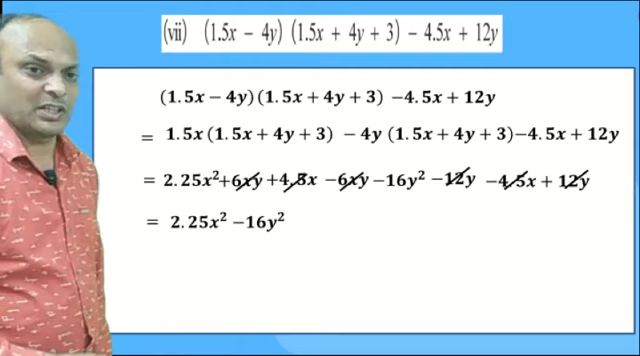 (vii) (1.5x − 4y) (1.5x + 4y + 3) − 4.5x + 12y
(1.5x − 4y)(1.5x + 4y + 3) −4.5x + 12y
= 1.5x (1.5x + 4y + 3) − 4y (1.5x + 4y + 3)−4.5x + 12y
= 2.25x²+6xy +4.5x −6xy −16y² −12y −4.5x + 12y
= 2.25x² −16y²